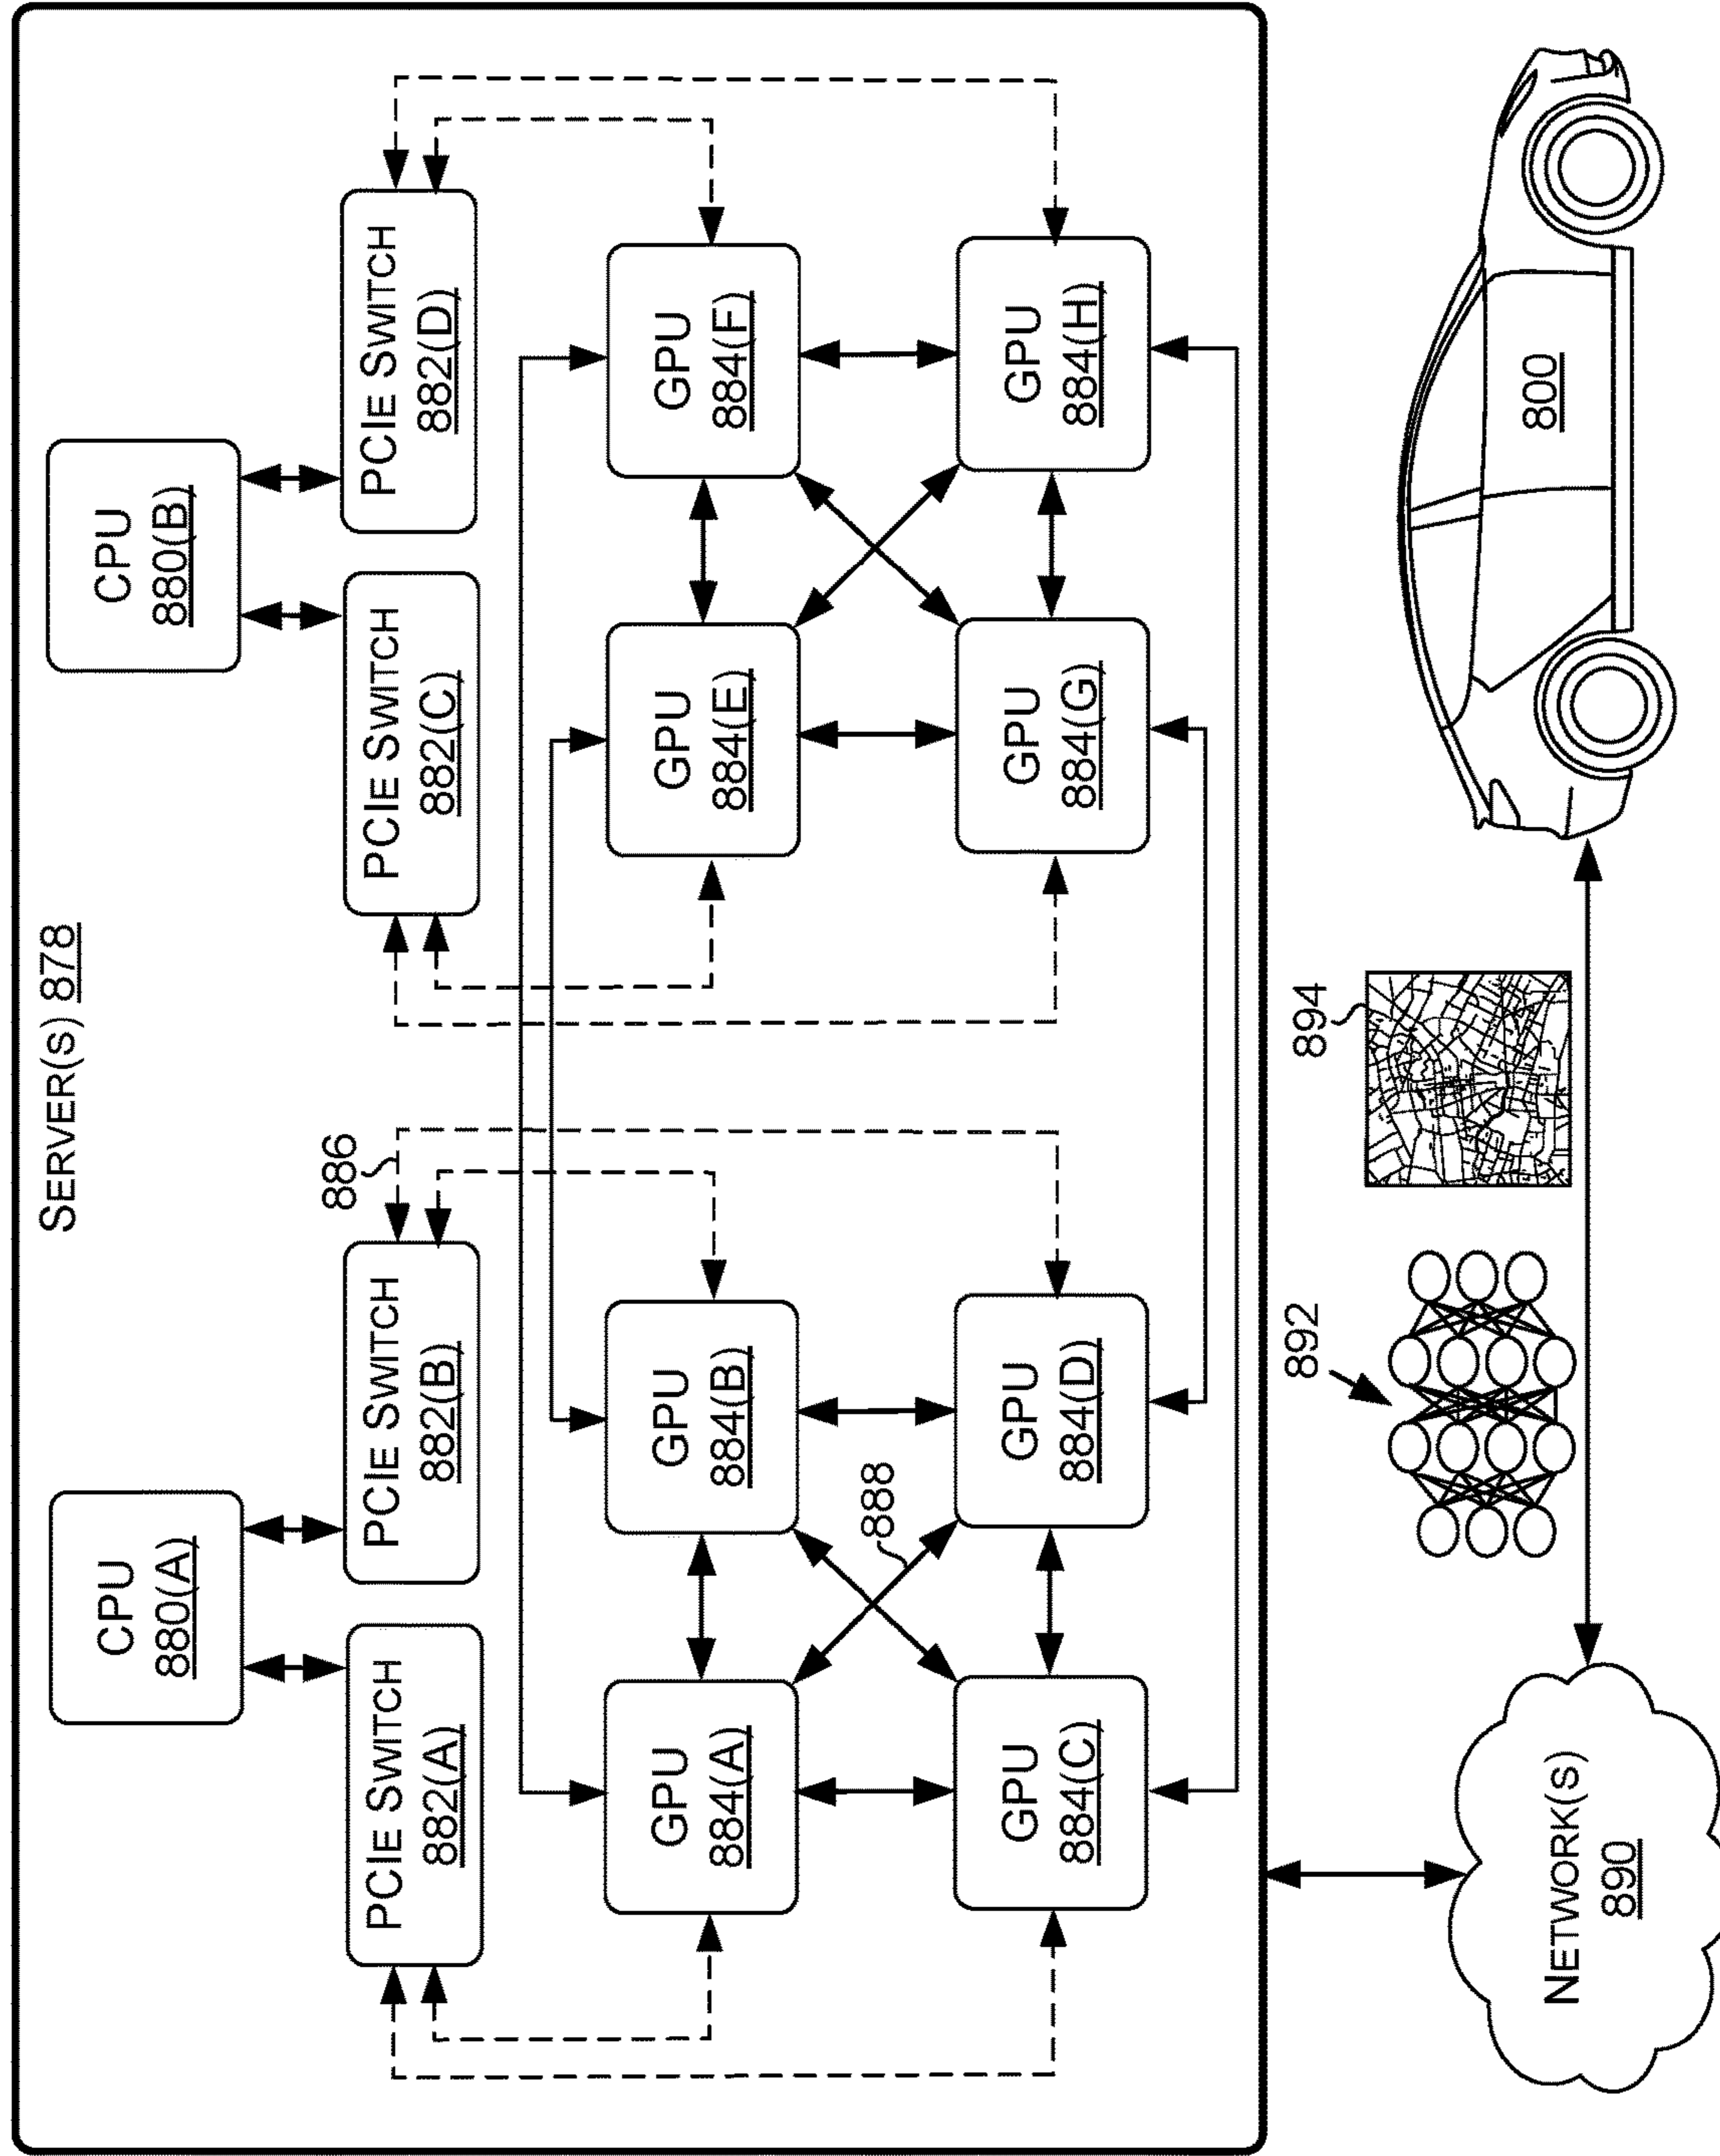 SERVER(S) 878
CPU
880(A)
CPU
880(B)
PCIE SWITCH
882(A)
PCIE SWITCH
882(B)
PCIE SWITCH
882(C)
PCIE SWITCH
882(D)
886
GPU
884(A)
GPU
884(B)
GPU
884(E)
GPU
884(F)
888
GPU
884(C)
GPU
884(D)
GPU
884(G)
GPU
884(H)
NETWORK(S)
890
892
894
800